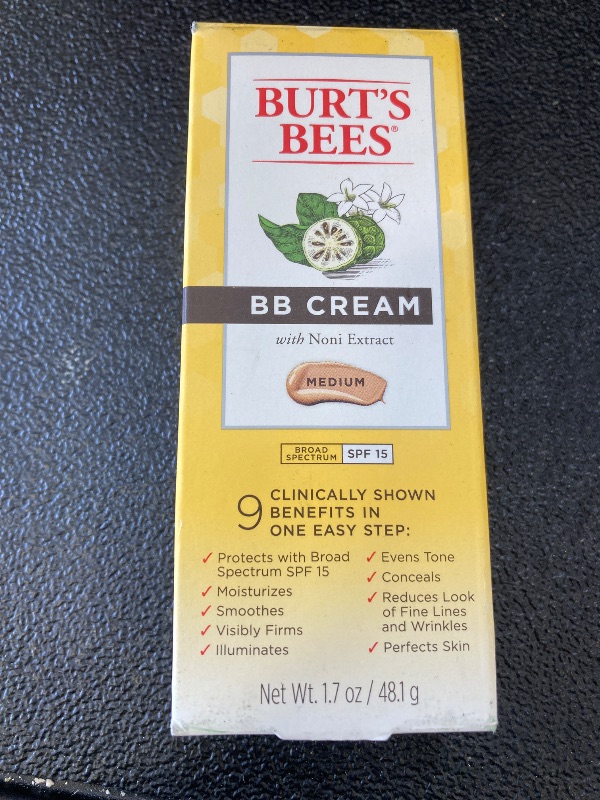 BURT'S
BEES®
BB CREAM
with Noni Extract
MEDIUM
BROAD
SPECTRUM
SPF 15
9
CLINICALLY SHOWN
BENEFITS IN
ONE EASY STEP:
✓ Protects with Broad
Spectrum SPF 15
✓ Moisturizes
✓ Smoothes
✓ Visibly Firms
✓ Illuminates
✓ Evens Tone
✓ Conceals
✓ Reduces Look
of Fine Lines
and Wrinkles
✓ Perfects Skin
Net Wt. 1.7 oz / 48.1 g